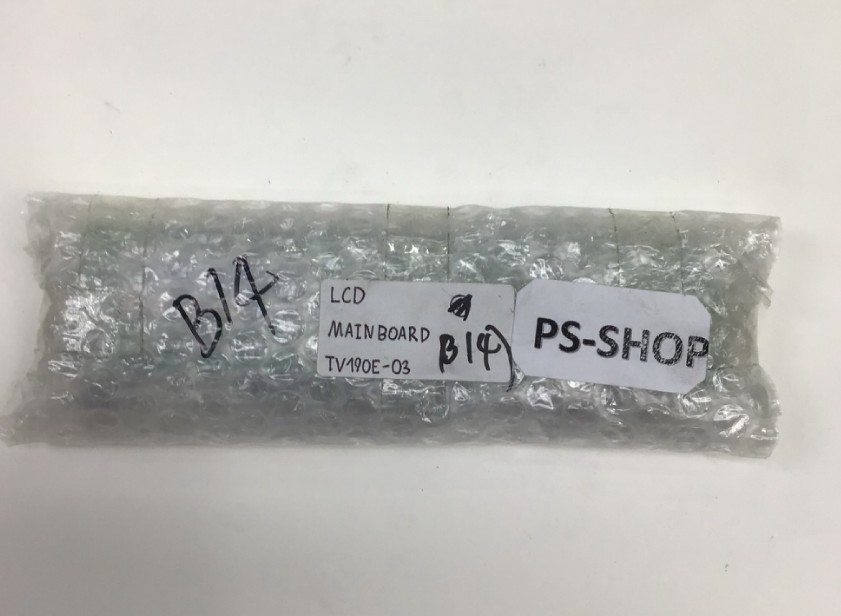 B14
LCD
MAINBOARD
TV190E-03
B14)
PS-SHOP